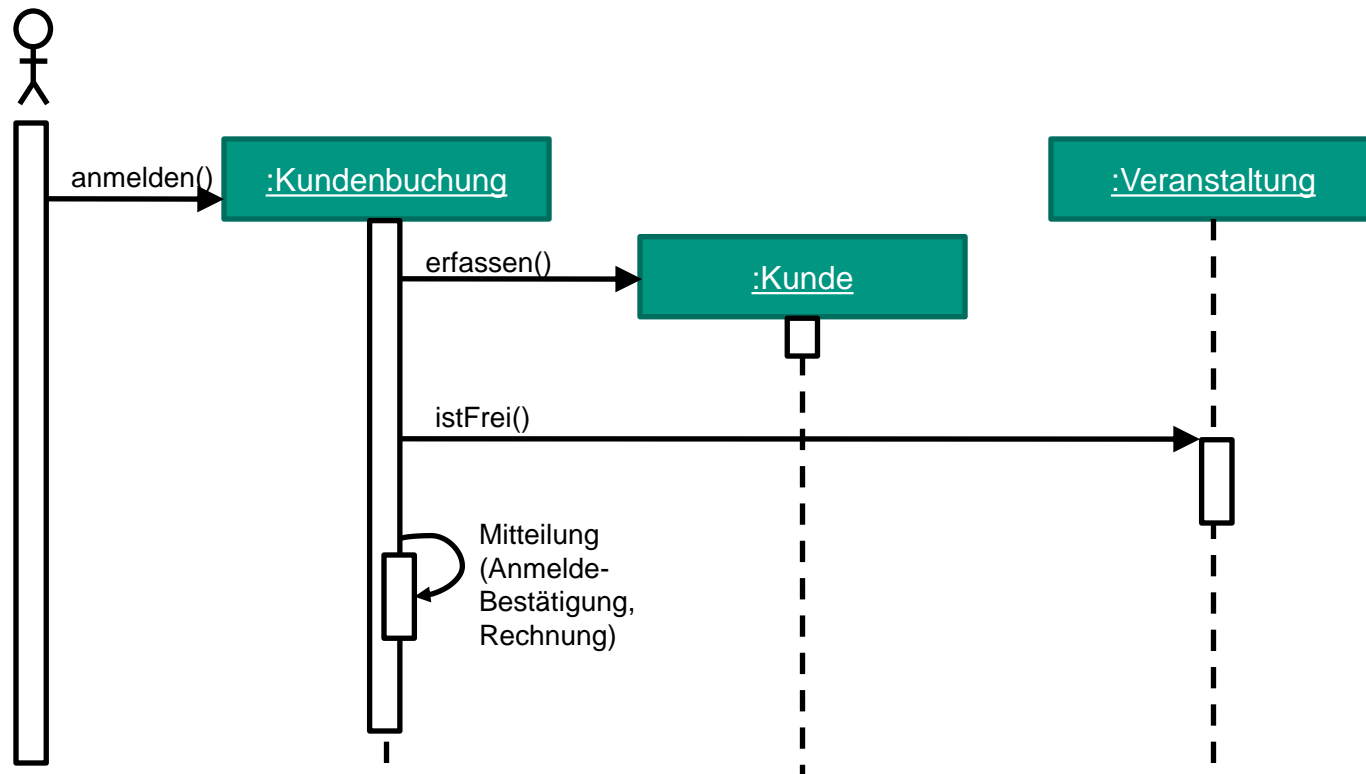 anmelden()
:Kundenbuchung
:Veranstaltung
erfassen()
:Kunde
istFrei()
Mitteilung
(Anmelde-
Bestätigung,
Rechnung)